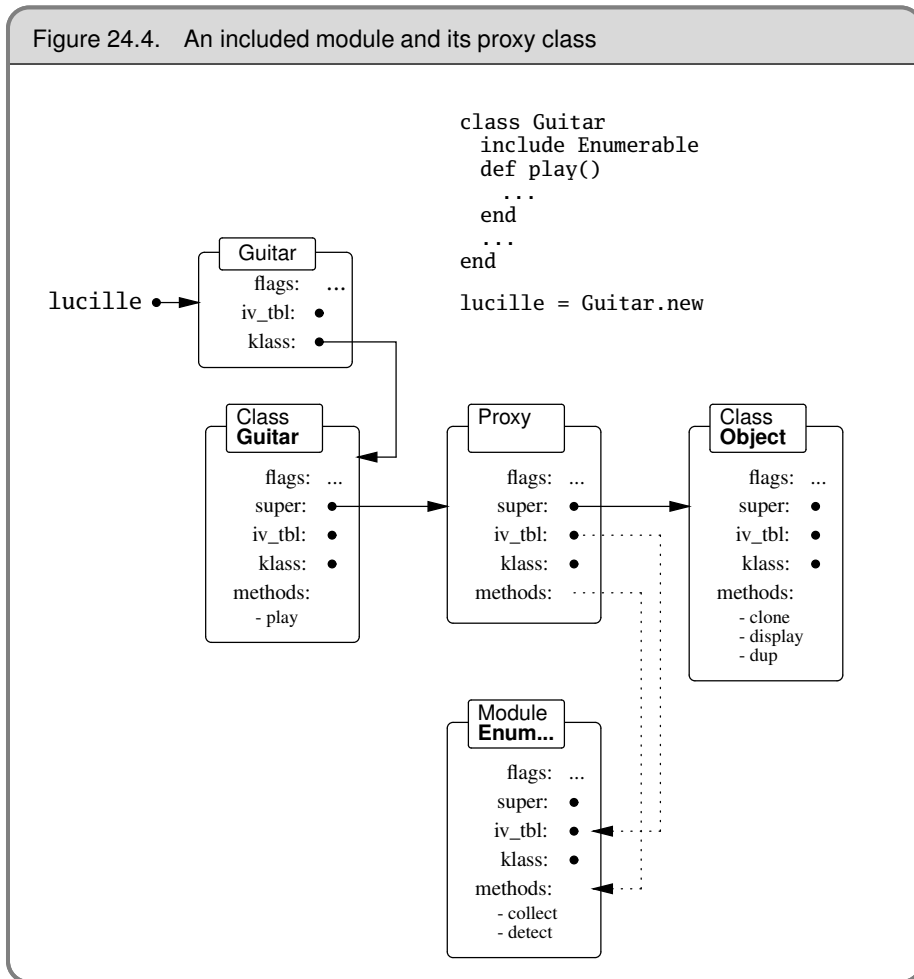 Figure 24.4. An included module and its proxy class
class Guitar
include Enumerable
def play()
...
end
...
end
lucille = Guitar.new
lucille
Guitar
flags: ...
iv_tbl:
klass:
Class
Guitar
flags: ...
super:
iv_tbl:
klass:
methods:
- play
Proxy
flags: ...
super:
iv_tbl:
klass:
methods:
Class
Object
flags: ...
super:
iv_tbl:
klass:
methods:
- clone
- display
- dup
Module
Enum...
flags: ...
super:
iv_tbl:
klass:
methods:
- collect
- detect